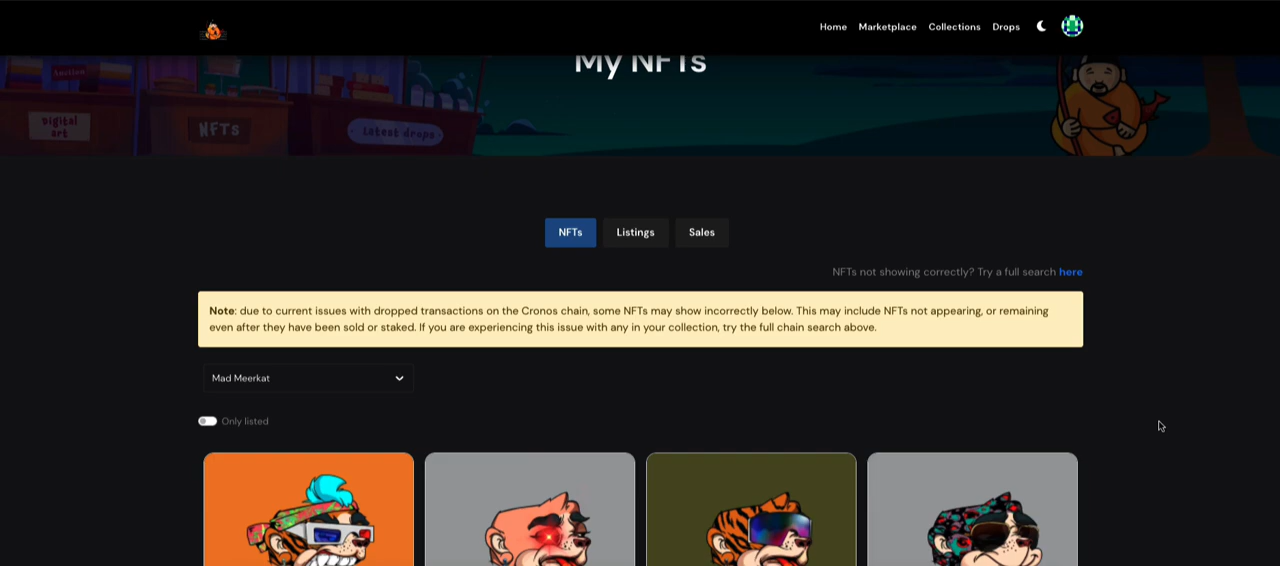 Home Marketplace Collections Drops
My NFTs
Auction
Digital art
NFTs
Latest drops
NFTs Listings Sales
NFTs not showing correctly? Try a full search here
Note: due to current issues with dropped transactions on the Cronos chain, some NFTs may show incorrectly below. This may include NFTs not appearing, or remaining
even after they have been sold or staked. If you are experiencing this issue with any in your collection, try the full chain search above.
Mad Meerkat
Only listed